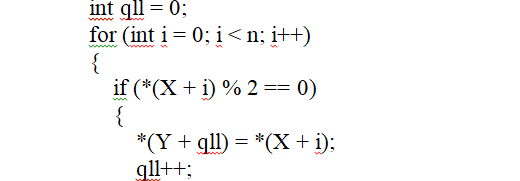 int qll = 0;
for (int i = 0; i < n; i++)
{
if (*(X + i) % 2 == 0)
{
*(Y + qll) = *(X + i);
qll++;